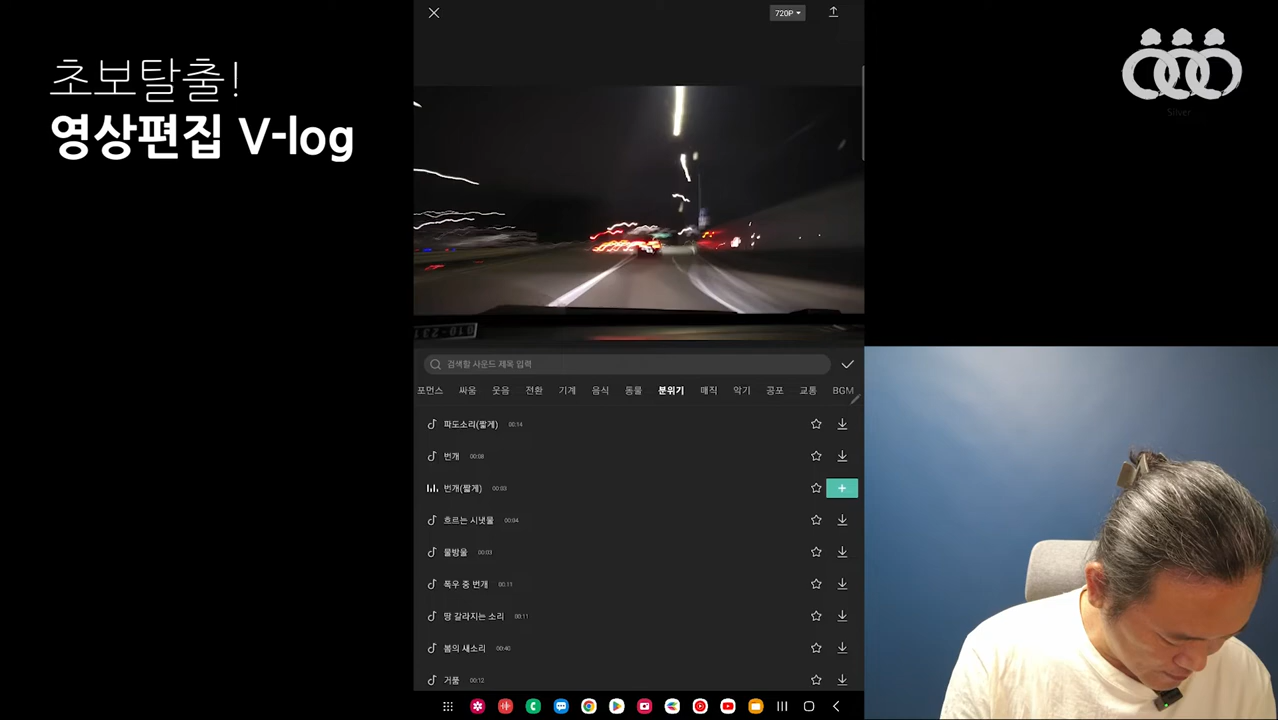 초보탈출!
영상편집 V-log
720P
Silver
검색할 사운드 제목 입력
포먼스 싸움 웃음 전환 기계 음식 동물 분위기 매직 악기 공포 교통 BGM
파도소리(짧게) 00:14
번개 00:08
번개(짧게) 00:03
흐르는 시냇물 00:04
물방울 00:03
폭우 중 번개 00:11
땅 갈라지는 소리 00:11
봄의 새소리 00:40
거품 00:12